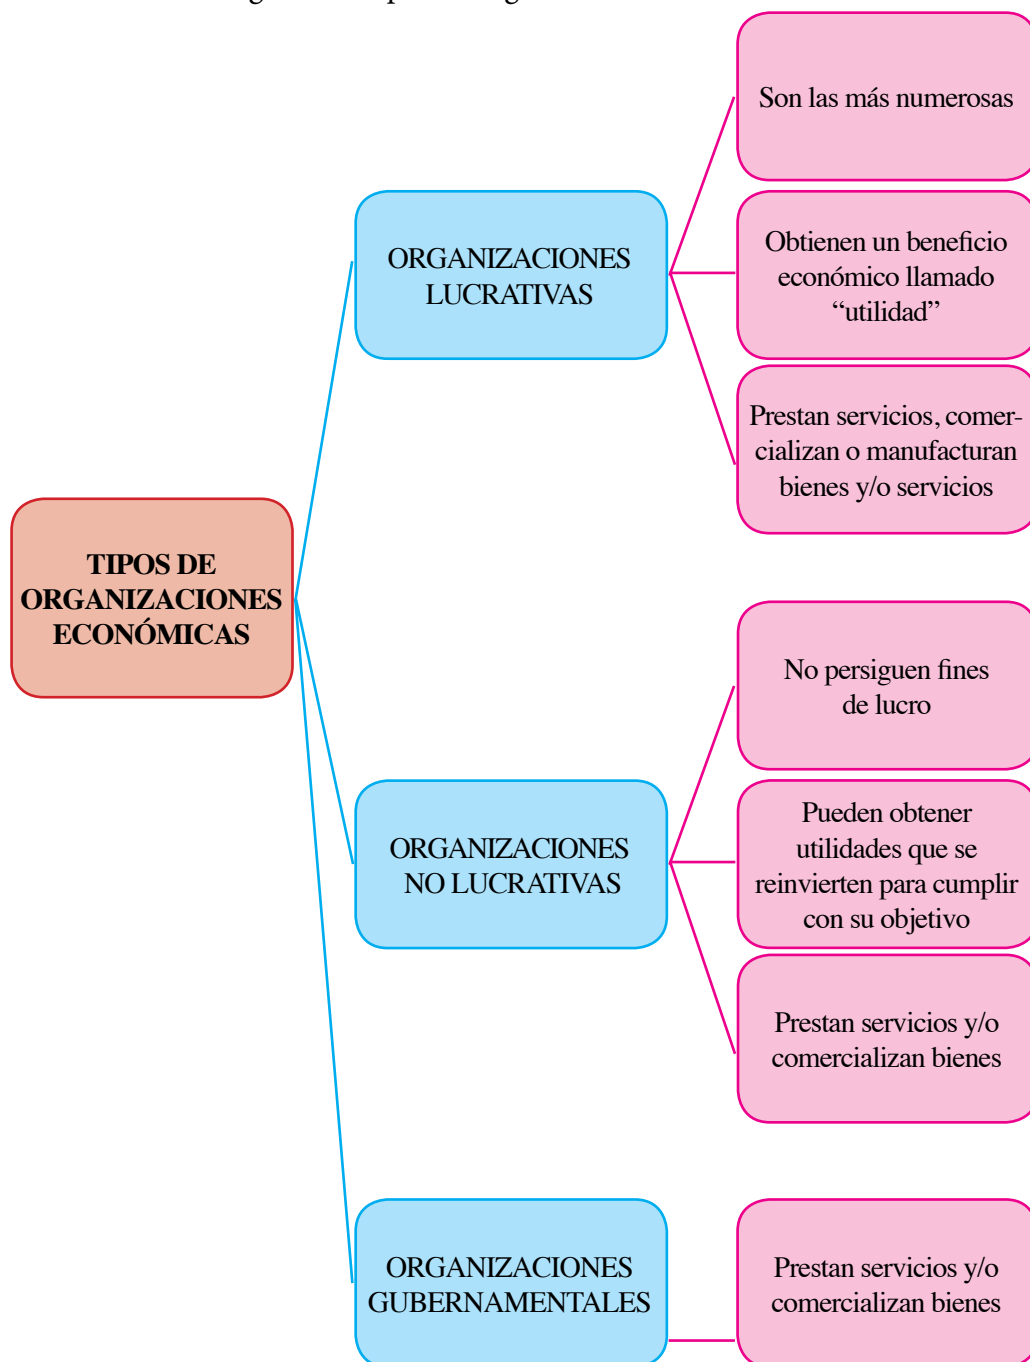 Son las más numerosas
ORGANIZACIONES
LUCRATIVAS
Obtienen un beneficio
económico llamado
“utilidad”
Prestan servicios, comer-
cializan o manufacturan
bienes y/o servicios
TIPOS DE
ORGANIZACIONES
ECONÓMICAS
No persiguen fines
de lucro
ORGANIZACIONES
NO LUCRATIVAS
Pueden obtener
utilidades que se
reinvierten para cumplir
con su objetivo
Prestan servicios y/o
comercializan bienes
ORGANIZACIONES
GUBERNAMENTALES
Prestan servicios y/o
comercializan bienes